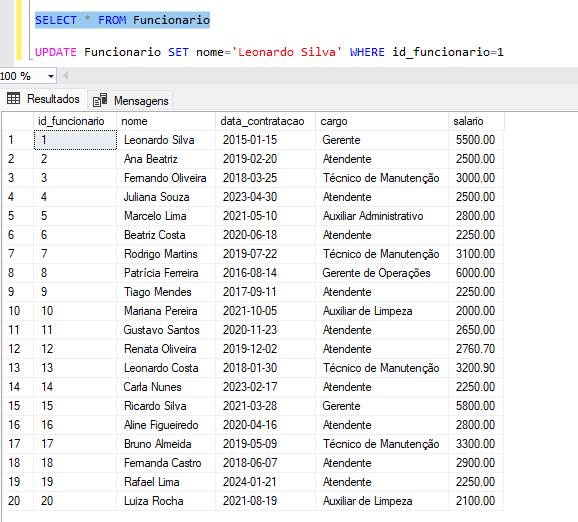 SELECT * FROM Funcionario
UPDATE Funcionario SET nome='Leonardo Silva' WHERE id_funcionario=1
100 %
Resultados Mensagens
id_funcionario nome data_contratacao cargo salario
1 1 Leonardo Silva 2015-01-15 Gerente 5500.00
2 2 Ana Beatriz 2019-02-20 Atendente 2500.00
3 3 Fernando Oliveira 2018-03-25 Técnico de Manutenção 3000.00
4 4 Juliana Souza 2023-04-30 Atendente 2500.00
5 5 Marcelo Lima 2021-05-10 Auxiliar Administrativo 2800.00
6 6 Beatriz Costa 2020-06-18 Atendente 2250.00
7 7 Rodrigo Martins 2019-07-22 Técnico de Manutenção 3100.00
8 8 Patrícia Ferreira 2016-08-14 Gerente de Operações 6000.00
9 9 Tiago Mendes 2017-09-11 Atendente 2250.00
10 10 Mariana Pereira 2021-10-05 Auxiliar de Limpeza 2000.00
11 11 Gustavo Santos 2020-11-23 Atendente 2650.00
12 12 Renata Oliveira 2019-12-02 Atendente 2760.70
13 13 Leonardo Costa 2018-01-30 Técnico de Manutenção 3200.90
14 14 Carla Nunes 2023-02-17 Atendente 2250.00
15 15 Ricardo Silva 2021-03-28 Gerente 5800.00
16 16 Aline Figueiredo 2020-04-16 Atendente 2800.00
17 17 Bruno Almeida 2019-05-09 Técnico de Manutenção 3300.00
18 18 Fernanda Castro 2018-06-07 Atendente 2900.00
19 19 Rafael Lima 2024-01-21 Atendente 2250.00
20 20 Luiza Rocha 2021-08-19 Auxiliar de Limpeza 2100.00